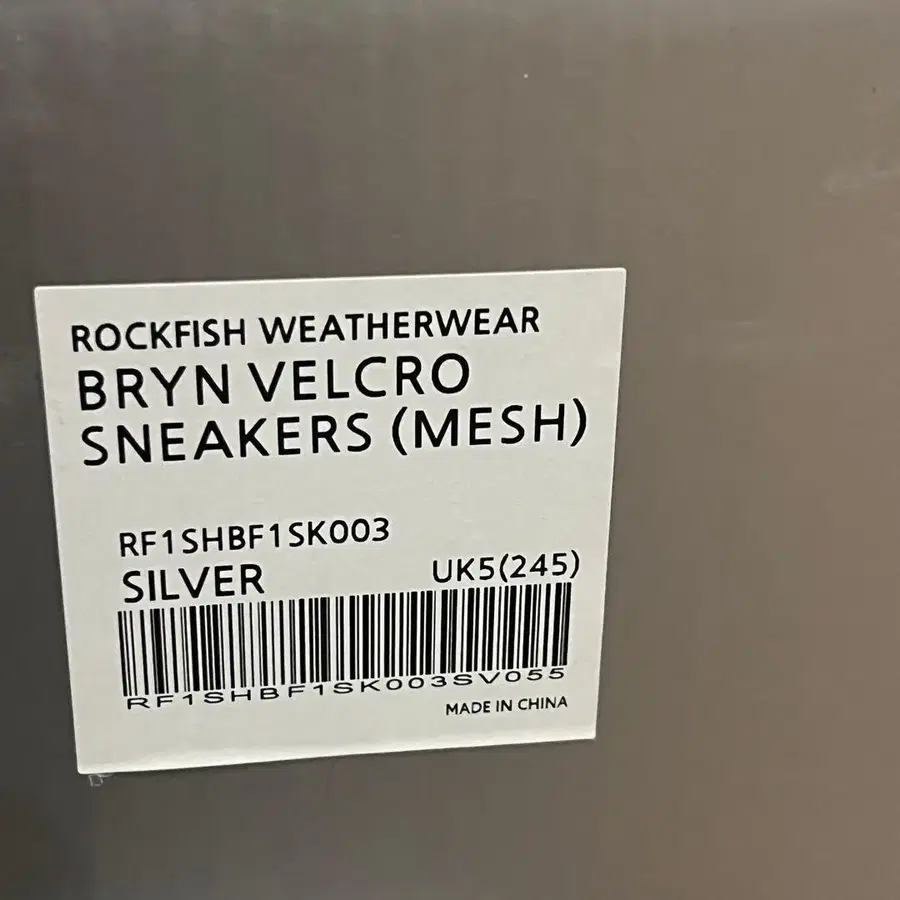 ROCKFISH WEATHERWEAR
BRYN VELCRO
SNEAKERS (MESH)
RF1SHBF1SK003
SILVER UK5(245)
RF1SHBF1SK003SV055
MADE IN CHINA